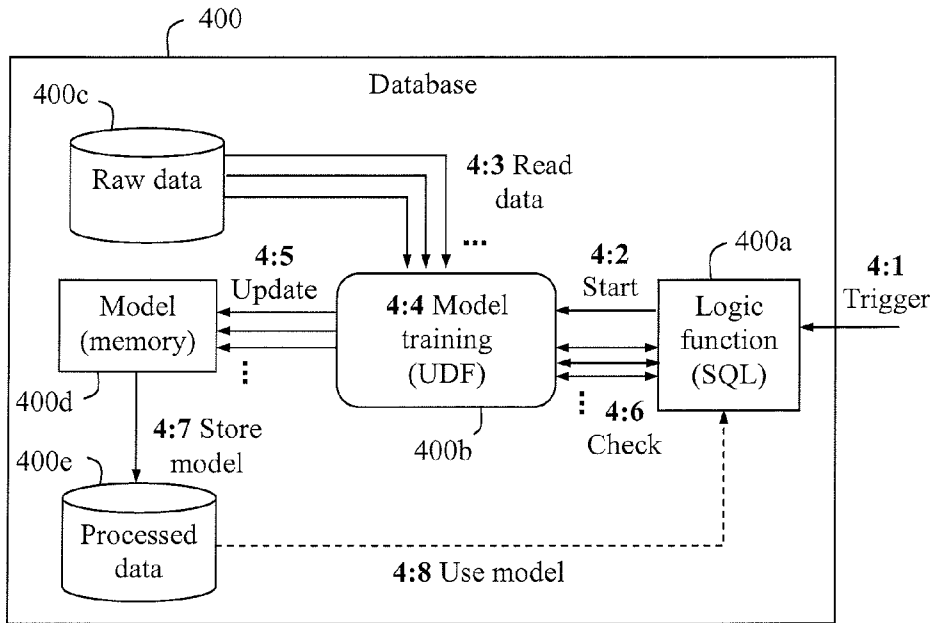 400
Database
400c
Raw data
4:3 Read
data
...
400a
4:1
Trigger
4:5
Update
4:2
Start
Model
(memory)
4:4 Model
training
(UDF)
Logic
function
(SQL)
...
...
400d
4:6
Check
400b
4:7 Store
model
400e
Processed
data
4:8 Use model